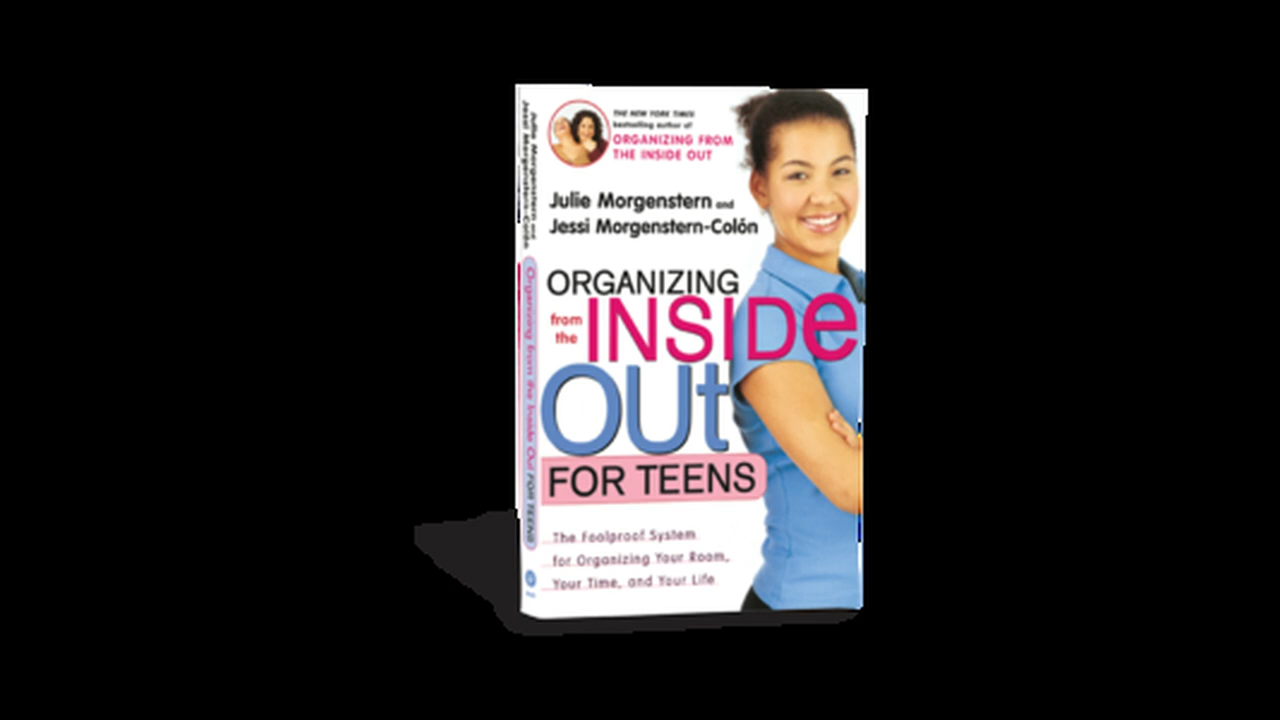 THE NEW YORK TIMES
bestselling author of
ORGANIZING FROM
THE INSIDE OUT
Julie Morgenstern and
Jessi Morgenstern-Colón
ORGANIZING
from
the
INSIDe
OUt
FOR TEENS
The Foolproof System
for Organizing Your Room,
Your Time, and Your Life
Julie Morgenstern and
Jessi Morgenstern-Colón
Organizing from the Inside Out FOR TEENS